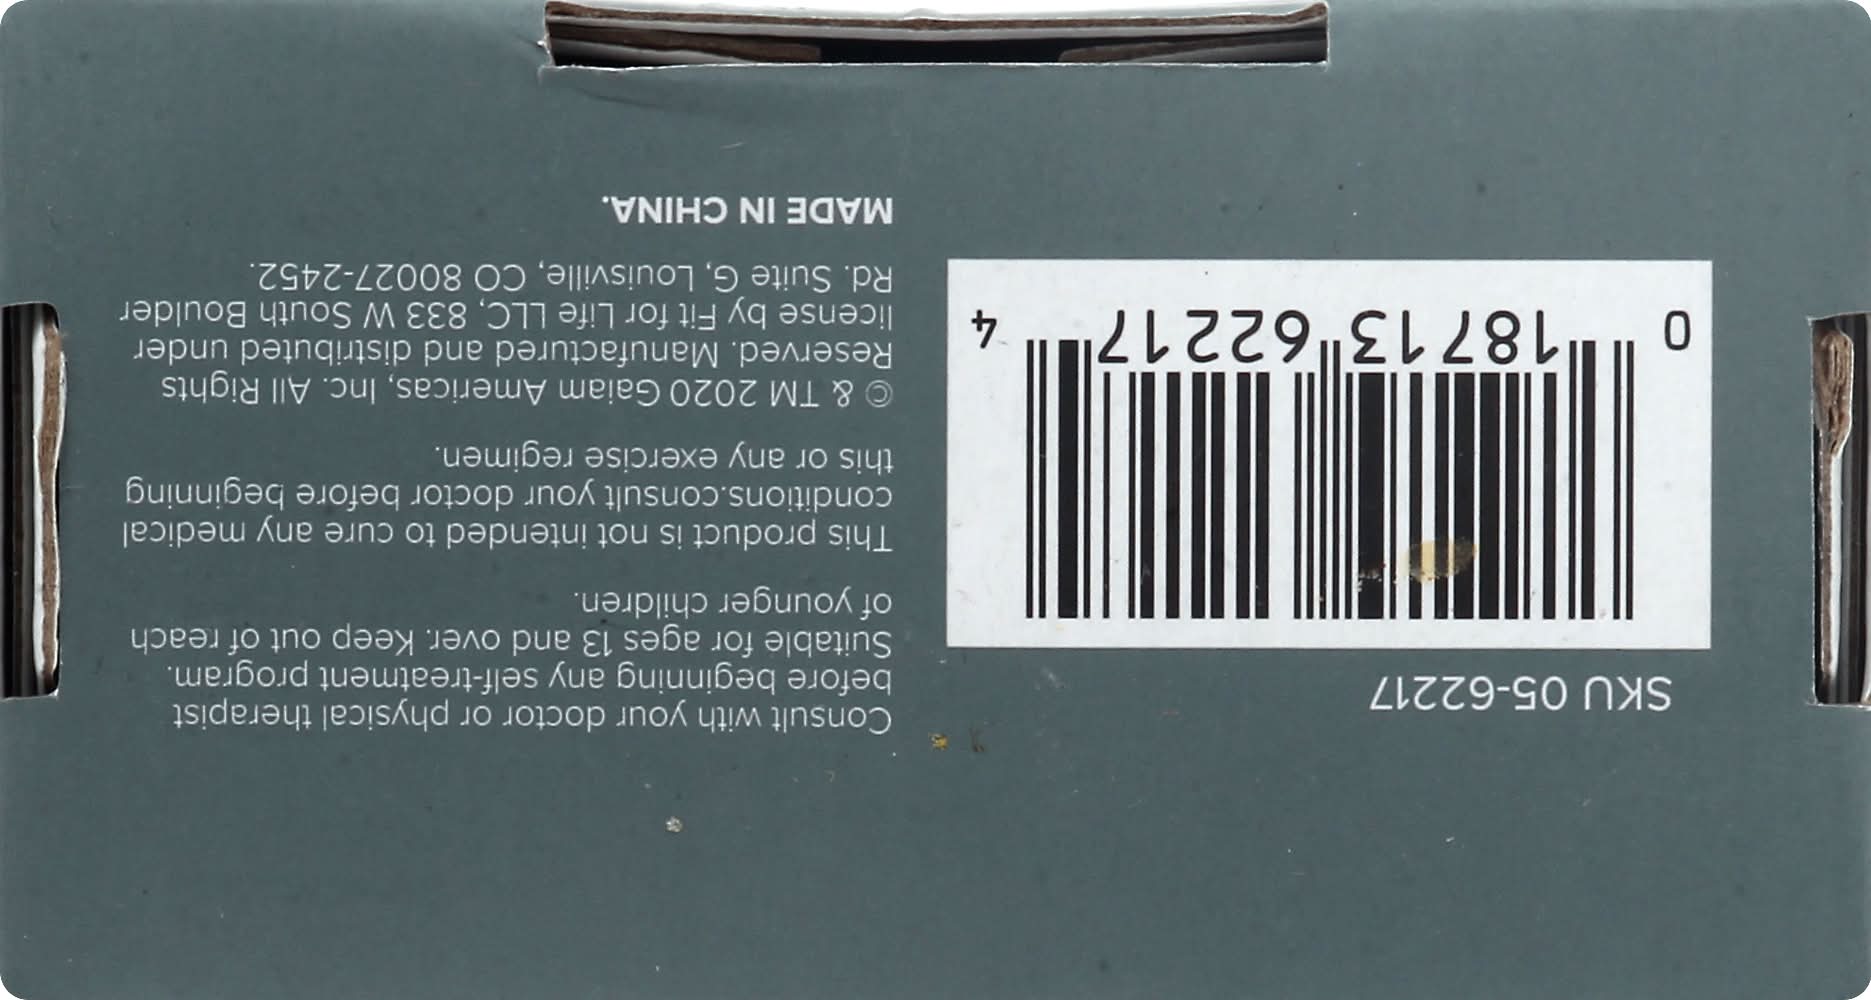 SKU 05-62217
0 18713 62217 4
Consult with your doctor or physical therapist
before beginning any self-treatment program.
Suitable for ages 13 and over. Keep out of reach
of younger children.
This product is not intended to cure any medical
conditions.consult your doctor before beginning
this or any exercise regimen.
© & TM 2020 Gaiam Americas, Inc. All Rights
Reserved. Manufactured and distributed under
license by Fit for Life LLC, 833 W South Boulder
Rd. Suite G, Louisville, CO 80027-2452.
MADE IN CHINA.